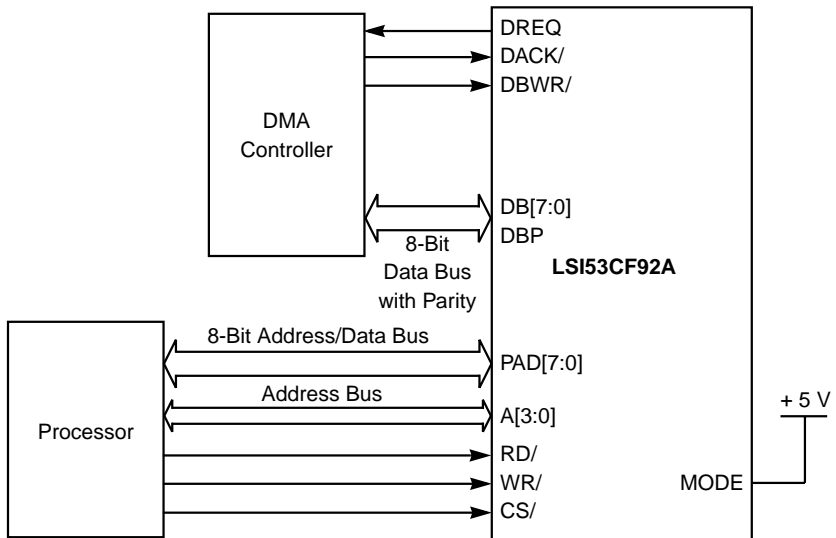 DREQ
DACK/
DBWR/
DMA
Controller
DB[7:0]
DBP
8-Bit
Data Bus
with Parity
LSI53CF92A
8-Bit Address/Data Bus
PAD[7:0]
Address Bus
A[3:0]
+ 5 V
Processor
RD/
WR/
MODE
CS/